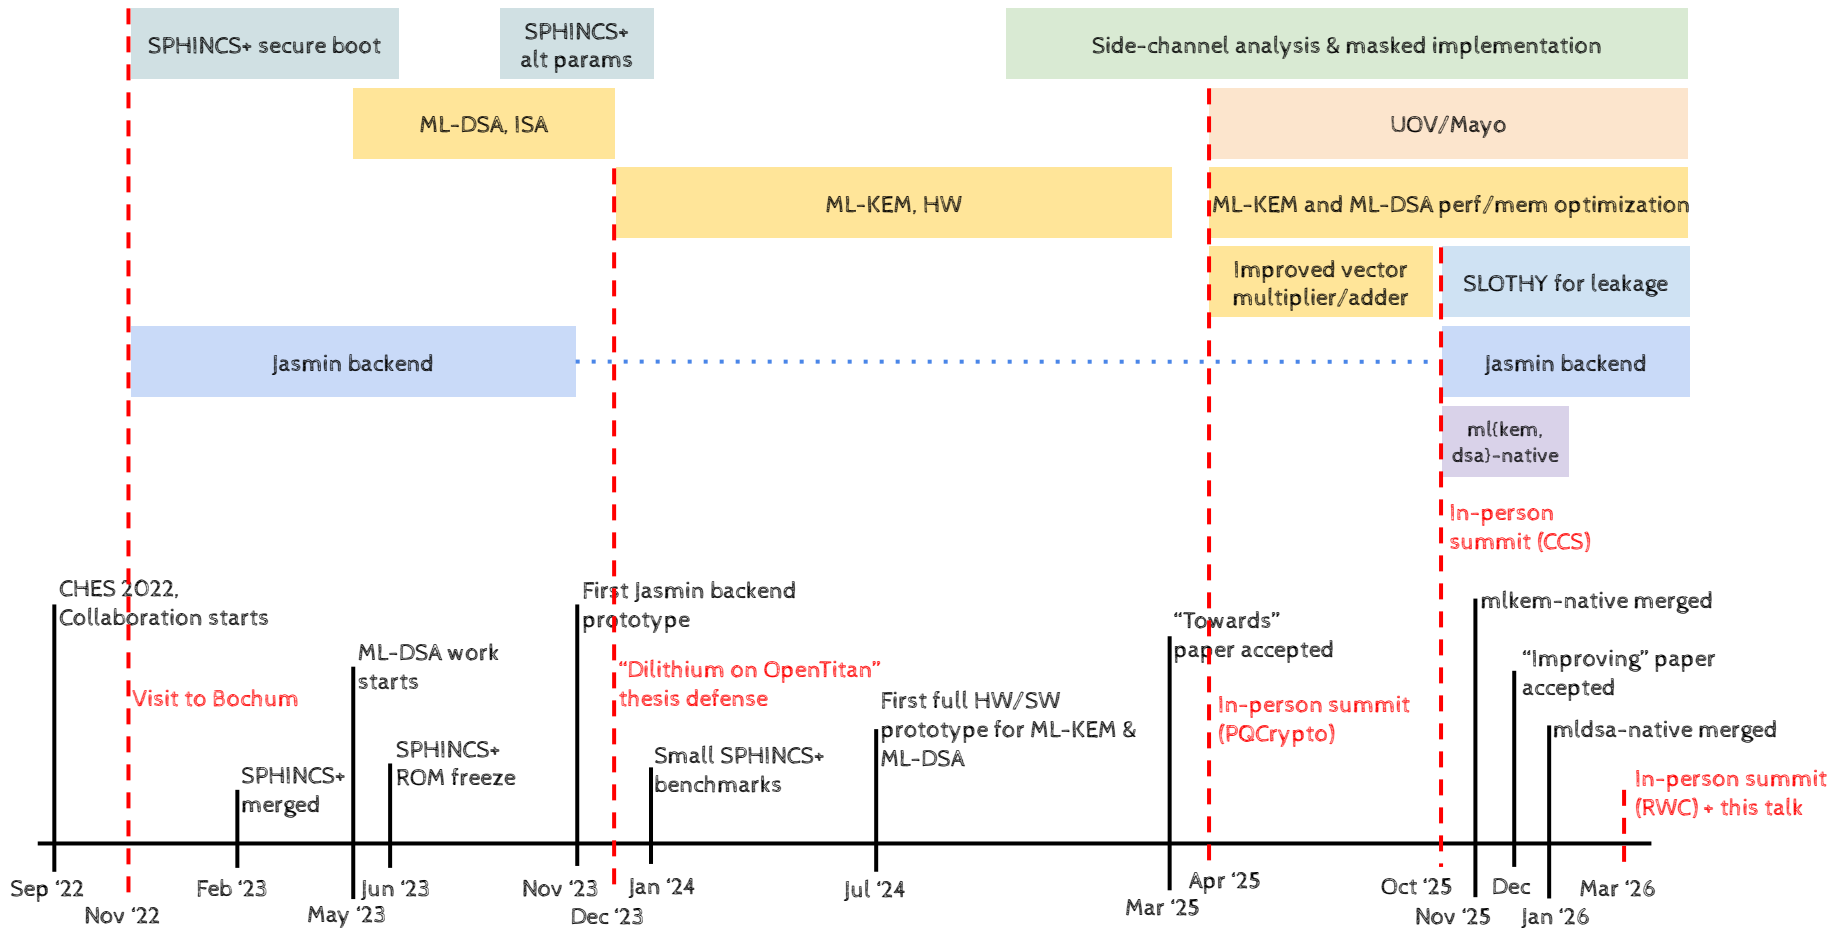 SPHINCS+ secure boot
SPHINCS+
alt params
Side-channel analysis & masked implementation
ML-DSA, ISA
UOV/Mayo
ML-KEM, HW
ML-KEM and ML-DSA perf/mem optimization
Improved vector
multiplier/adder
SLOTHY for leakage
Jasmin backend
Jasmin backend
ml{kem,
dsa}-native
In-person
summit (CCS)
CHES 2022,
Collaboration starts
First Jasmin backend
prototype
mlkem-native merged
"Towards"
paper accepted
ML-DSA work
starts
"Improving" paper
accepted
"Dilithium on OpenTitan"
thesis defense
Visit to Bochum
First full HW/SW
prototype for ML-KEM &
ML-DSA
In-person summit
(PQCrypto)
mldsa-native merged
SPHINCS+
ROM freeze
Small SPHINCS+
benchmarks
SPHINCS+
merged
In-person summit
(RWC) + this talk
Sep ‘22
Nov ‘22
Feb ‘23
May ‘23
Jun ‘23
Nov ‘23
Dec ‘23
Jan ‘24
Jul ‘24
Mar ‘25
Apr ‘25
Oct ‘25
Nov ‘25
Dec
Jan ‘26
Mar ‘26